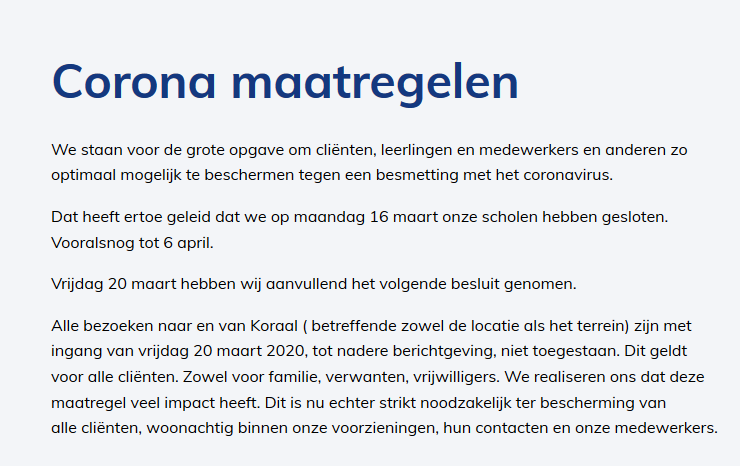 Corona maatregelen
We staan voor de grote opgave om cliënten, leerlingen en medewerkers en anderen zo
optimaal mogelijk te beschermen tegen een besmetting met het coronavirus.
Dat heeft ertoe geleid dat we op maandag 16 maart onze scholen hebben gesloten.
Vooralsnog tot 6 april.
Vrijdag 20 maart hebben wij aanvullend het volgende besluit genomen.
Alle bezoeken naar en van Koraal ( betreffende zowel de locatie als het terrein) zijn met
ingang van vrijdag 20 maart 2020, tot nadere berichtgeving, niet toegestaan. Dit geldt
voor alle cliënten. Zowel voor familie, verwanten, vrijwilligers. We realiseren ons dat deze
maatregel veel impact heeft. Dit is nu echter strikt noodzakelijk ter bescherming van
alle cliënten, woonachtig binnen onze voorzieningen, hun contacten en onze medewerkers.